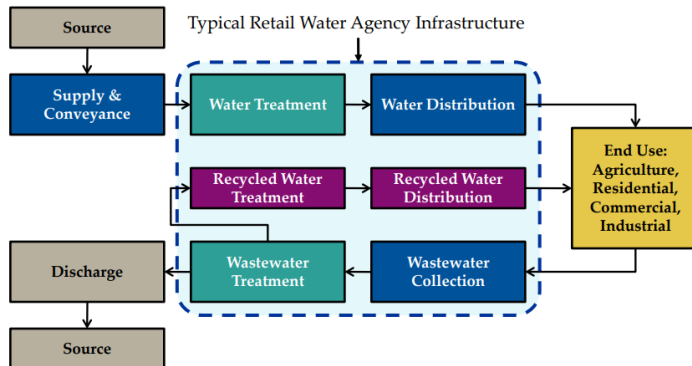 Typical Retail Water Agency Infrastructure
Source
Supply &
Conveyance
Water Treatment
Water Distribution
End Use:
Agriculture,
Residential,
Commercial,
Industrial
Recycled Water
Treatment
Recycled Water
Distribution
Discharge
Wastewater
Treatment
Wastewater
Collection
Source